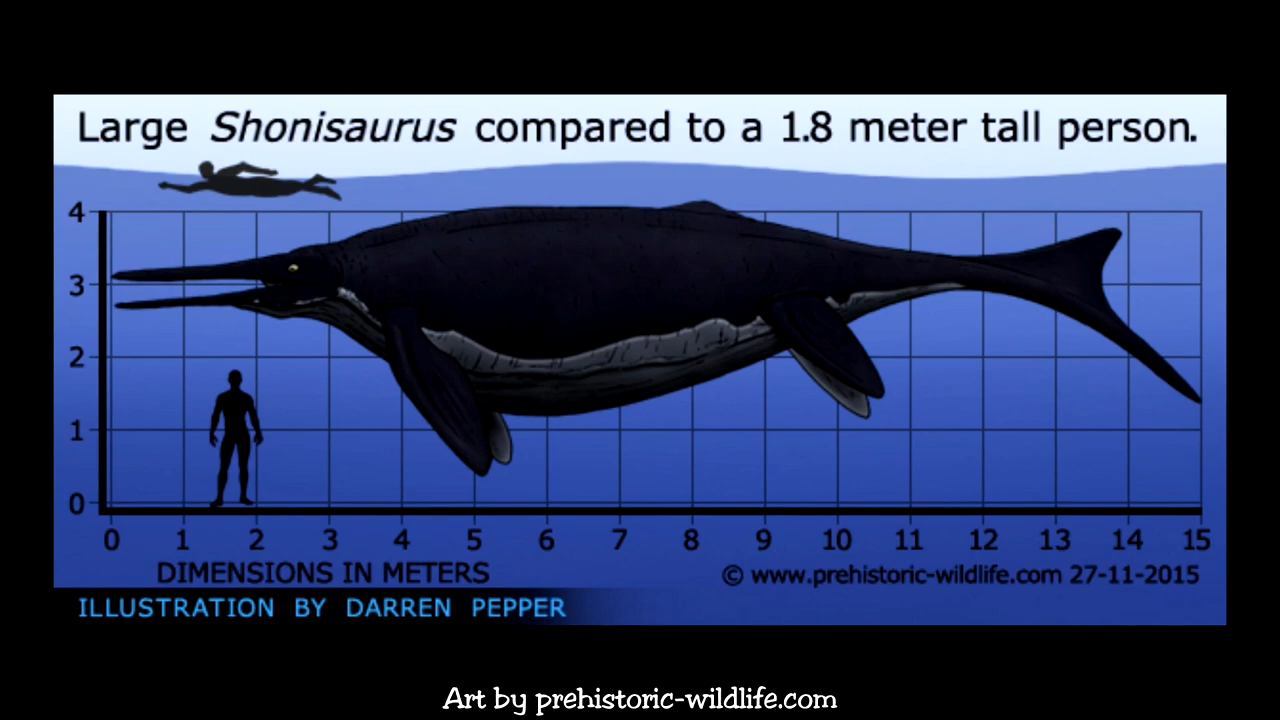 Large Shonisaurus compared to a 1.8 meter tall person.
4
3
2
1
0
0 1 2 3 4 5 6 7 8 9 10 11 12 13 14 15
DIMENSIONS IN METERS
© www.prehistoric-wildlife.com 27-11-2015
ILLUSTRATION BY DARREN PEPPER
Art by prehistoric-wildlife.com